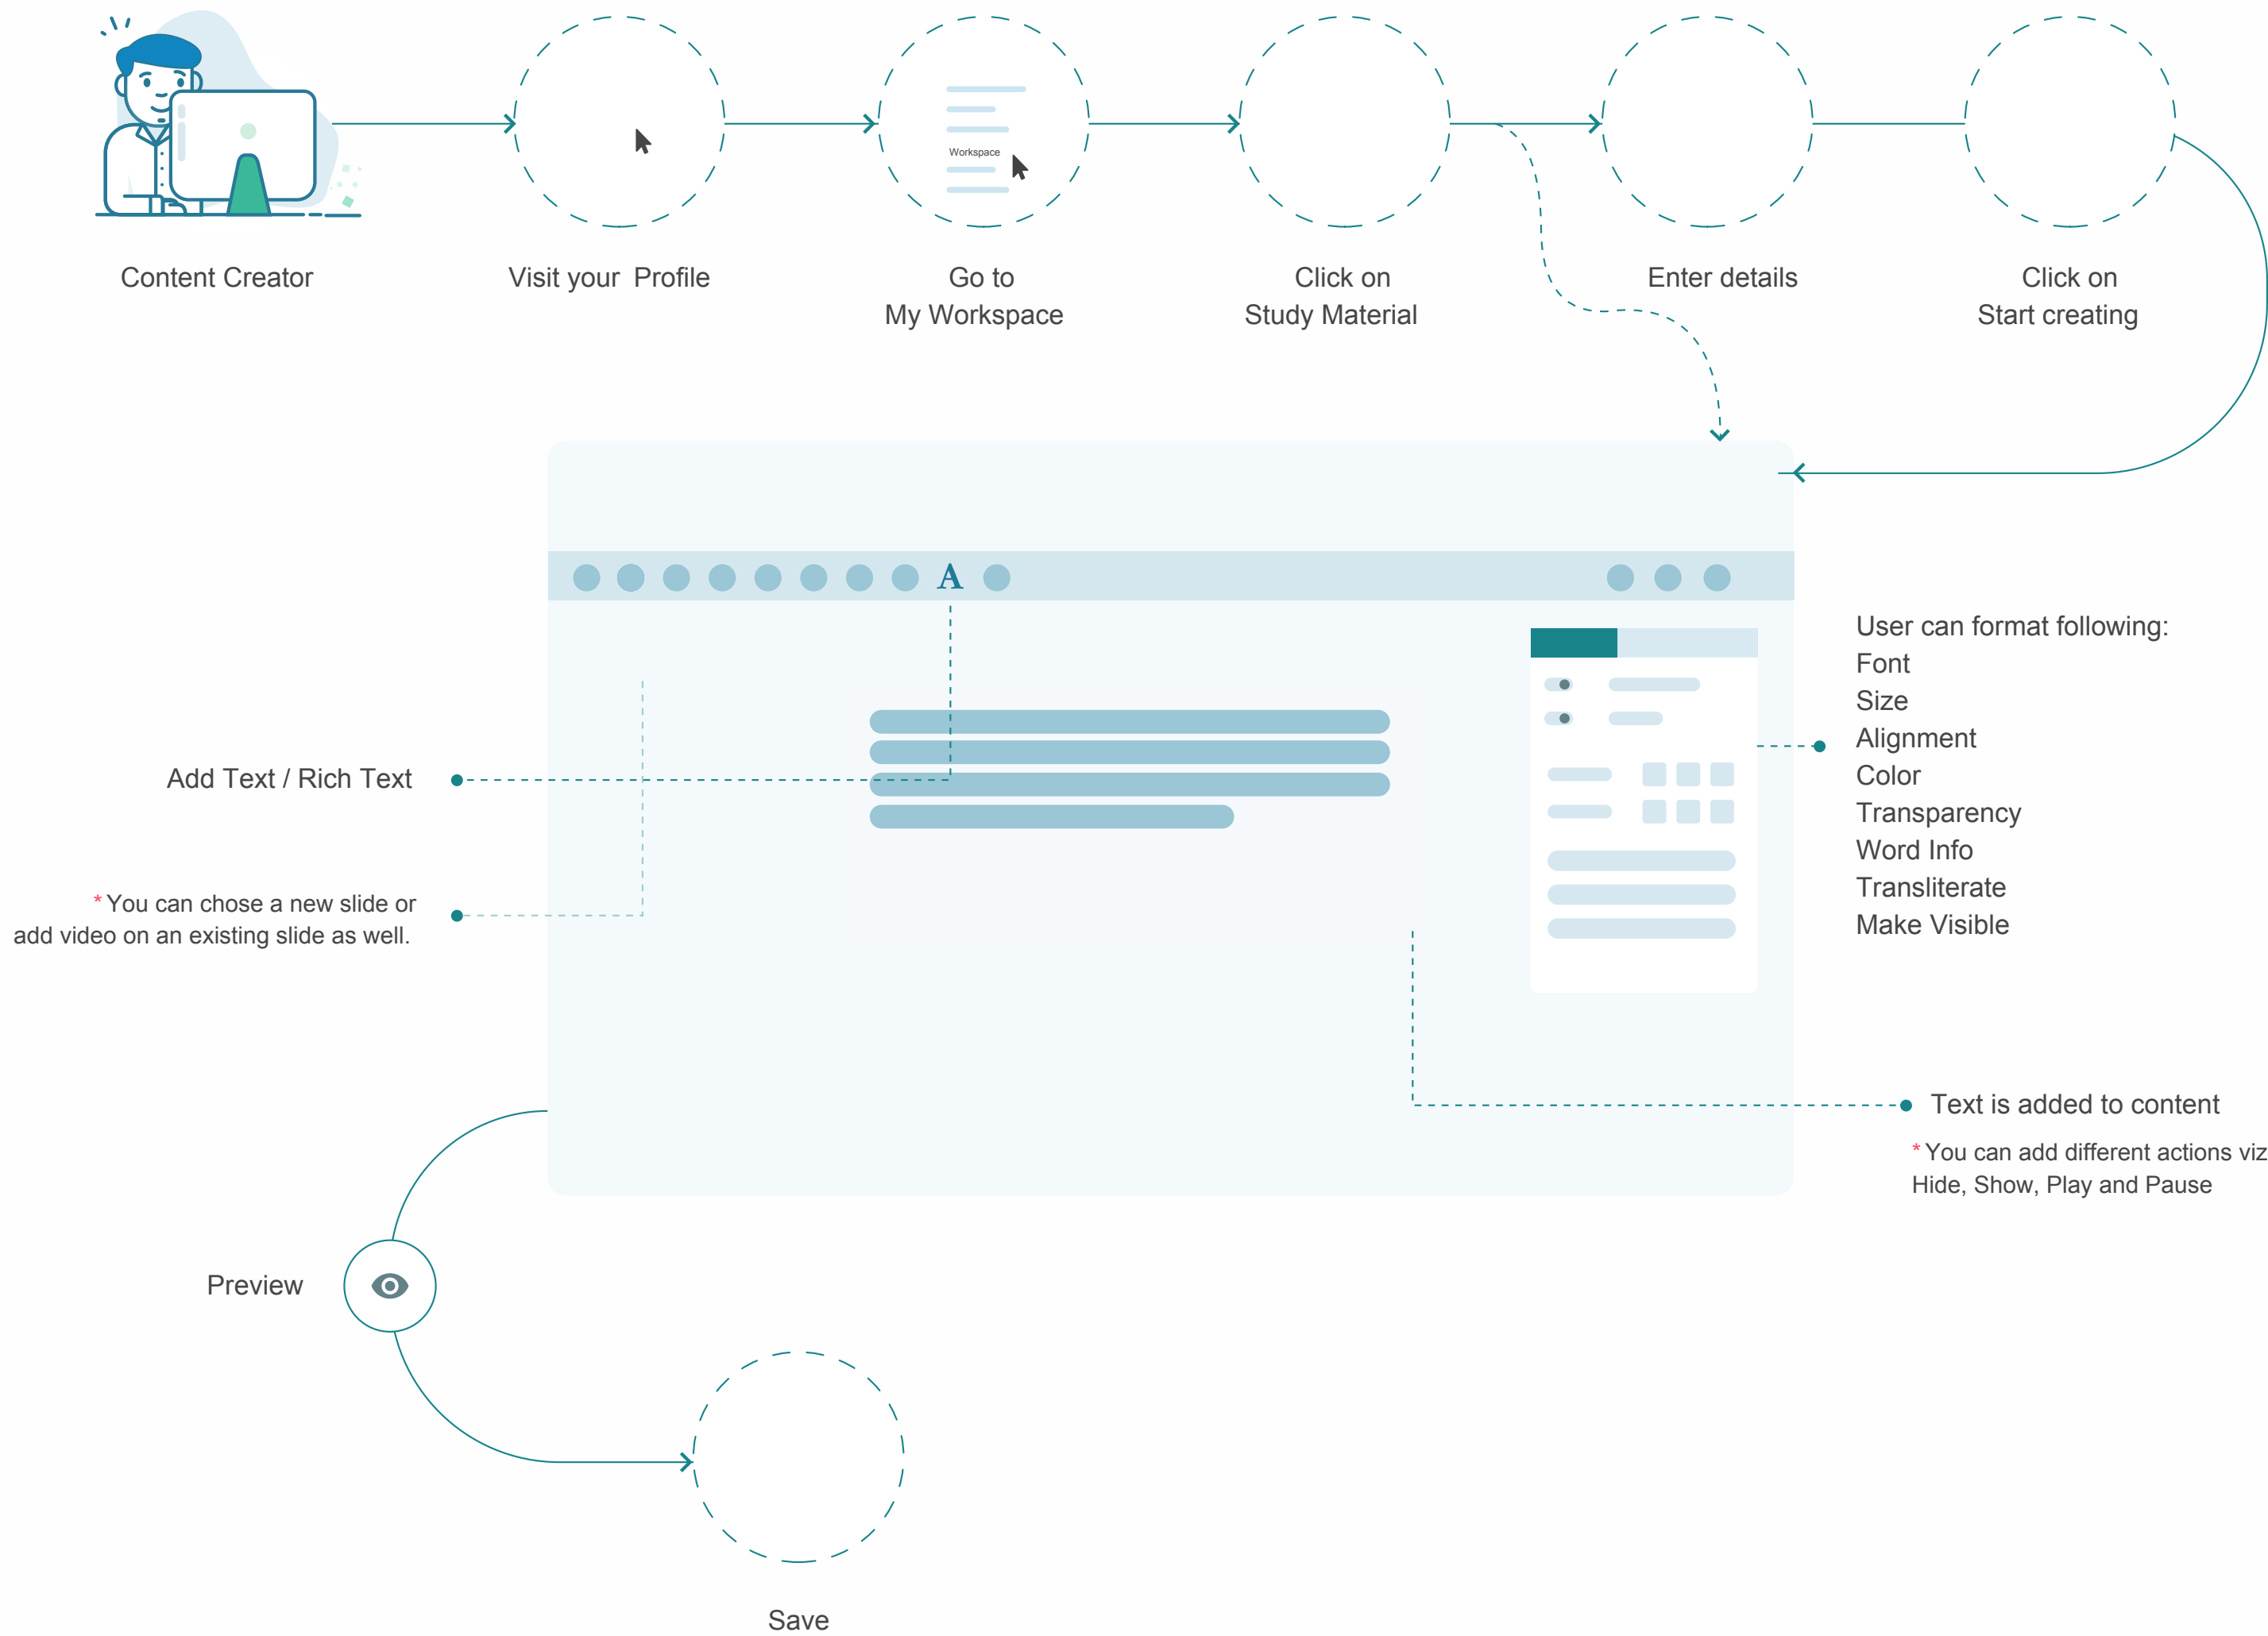 Workspace
Content Creator
Visit your Profile
Go to
My Workspace
Click on
Study Material
Enter details
Click on
Start creating
A
User can format following:
Font
Size
Alignment
Color
Transparency
Word Info
Transliterate
Make Visible
Add Text / Rich Text
* You can chose a new slide or
add video on an existing slide as well.
Text is added to content
* You can add different actions viz
Hide, Show, Play and Pause
Preview
Save